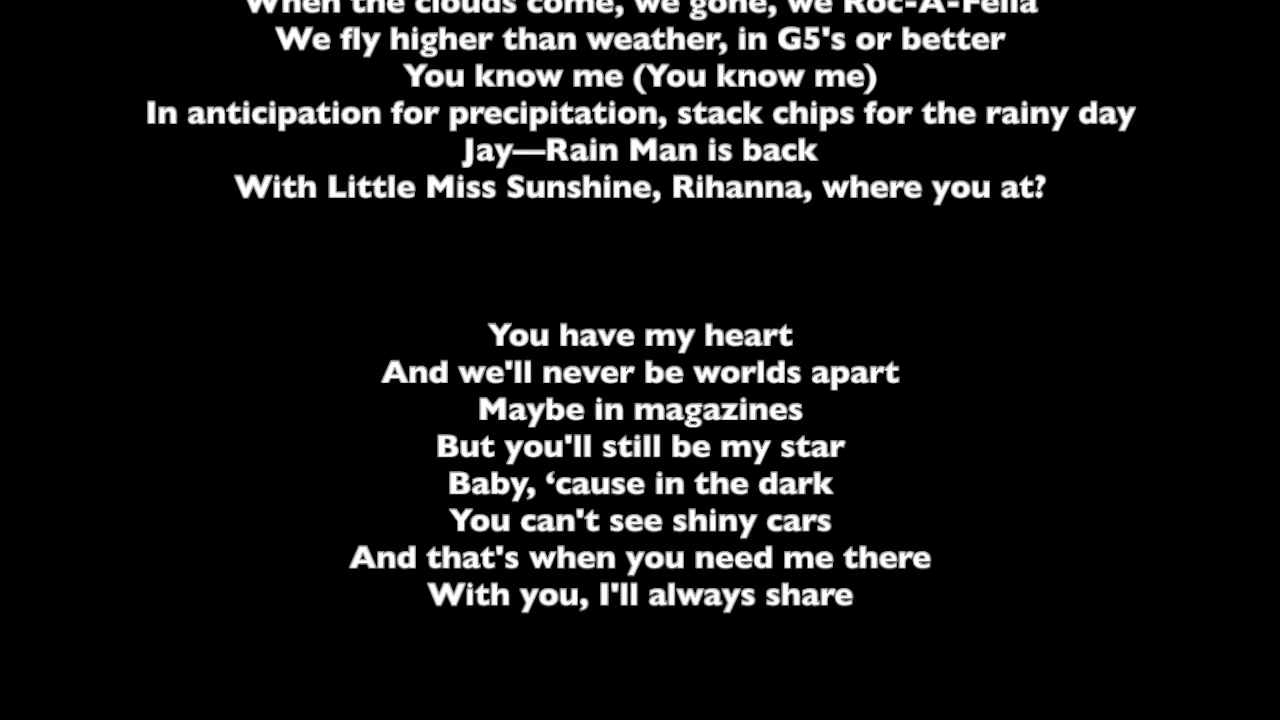 When the clouds come, we gone, we Roc-A-Fella
We fly higher than weather, in G5's or better
You know me (You know me)
In anticipation for precipitation, stack chips for the rainy day
Jay—Rain Man is back
With Little Miss Sunshine, Rihanna, where you at?
You have my heart
And we'll never be worlds apart
Maybe in magazines
But you'll still be my star
Baby, ‘cause in the dark
You can't see shiny cars
And that's when you need me there
With you, I'll always share